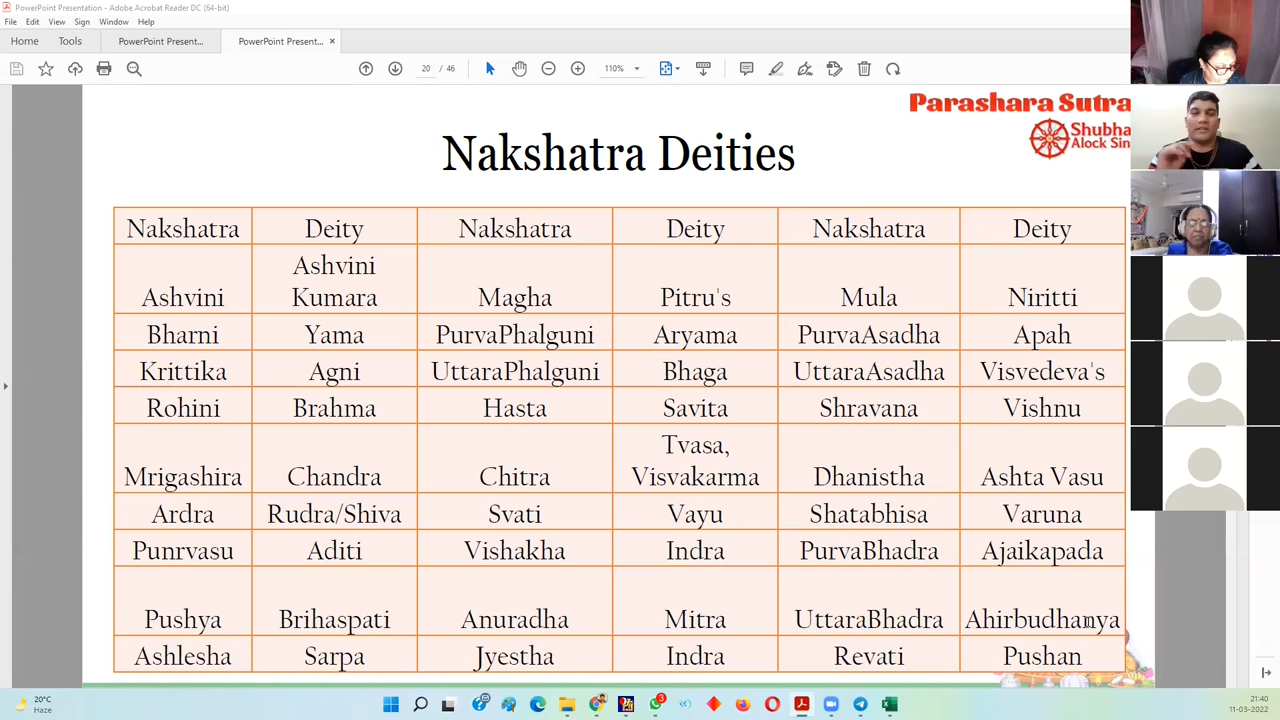 PowerPoint Presentation - Adobe Acrobat Reader DC (64-bit)
File Edit View Sign Window Help
Home Tools PowerPoint Present... PowerPoint Present... ×
20 / 46 110%
Parashara Sutra
Shubha
Alock Sin
Nakshatra Deities
Nakshatra Deity Nakshatra Deity Nakshatra Deity
Ashvini
Ashvini Kumara Magha Pitru's Mula Niritti
Bharni Yama PurvaPhalguni Aryama PurvaAsadha Apah
Krittika Agni UttaraPhalguni Bhaga UttaraAsadha Visvedeva's
Rohini Brahma Hasta Savita Shravana Vishnu
Tvasa,
Mrigashira Chandra Chitra Visvakarma Dhanistha Ashta Vasu
Ardra Rudra/Shiva Svati Vayu Shatabhisa Varuna
Punrvasu Aditi Vishakha Indra PurvaBhadra Ajaikapada
Pushya Brihaspati Anuradha Mitra UttaraBhadra Ahirbudhanya
Ashlesha Sarpa Jyestha Indra Revati Pushan
20°C
Haze
3
21:40
11-03-2022